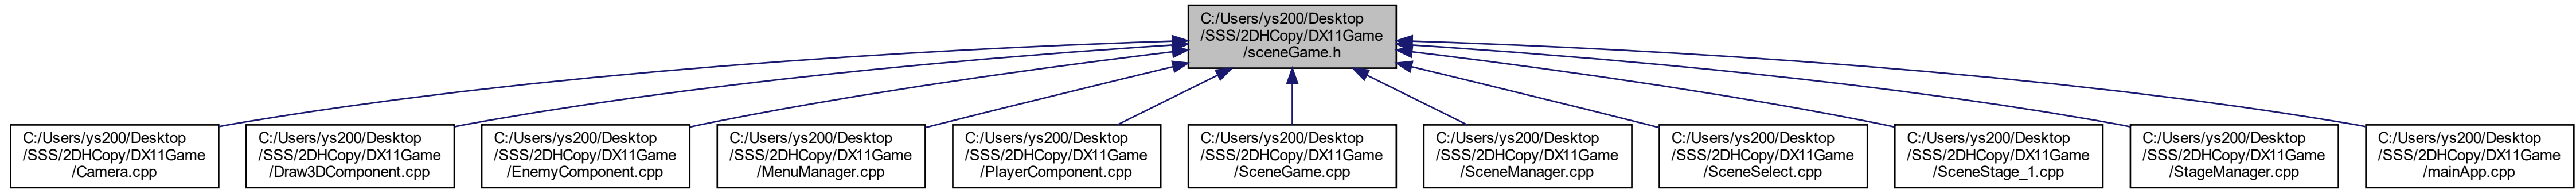 C:/Users/ys200/Desktop
/SSS/2DHCopy/DX11Game
/sceneGame.h
C:/Users/ys200/Desktop
/SSS/2DHCopy/DX11Game
/Camera.cpp
C:/Users/ys200/Desktop
/SSS/2DHCopy/DX11Game
/Draw3DComponent.cpp
C:/Users/ys200/Desktop
/SSS/2DHCopy/DX11Game
/EnemyComponent.cpp
C:/Users/ys200/Desktop
/SSS/2DHCopy/DX11Game
/MenuManager.cpp
C:/Users/ys200/Desktop
/SSS/2DHCopy/DX11Game
/PlayerComponent.cpp
C:/Users/ys200/Desktop
/SSS/2DHCopy/DX11Game
/SceneGame.cpp
C:/Users/ys200/Desktop
/SSS/2DHCopy/DX11Game
/SceneManager.cpp
C:/Users/ys200/Desktop
/SSS/2DHCopy/DX11Game
/SceneSelect.cpp
C:/Users/ys200/Desktop
/SSS/2DHCopy/DX11Game
/SceneStage_1.cpp
C:/Users/ys200/Desktop
/SSS/2DHCopy/DX11Game
/StageManager.cpp
C:/Users/ys200/Desktop
/SSS/2DHCopy/DX11Game
/mainApp.cpp